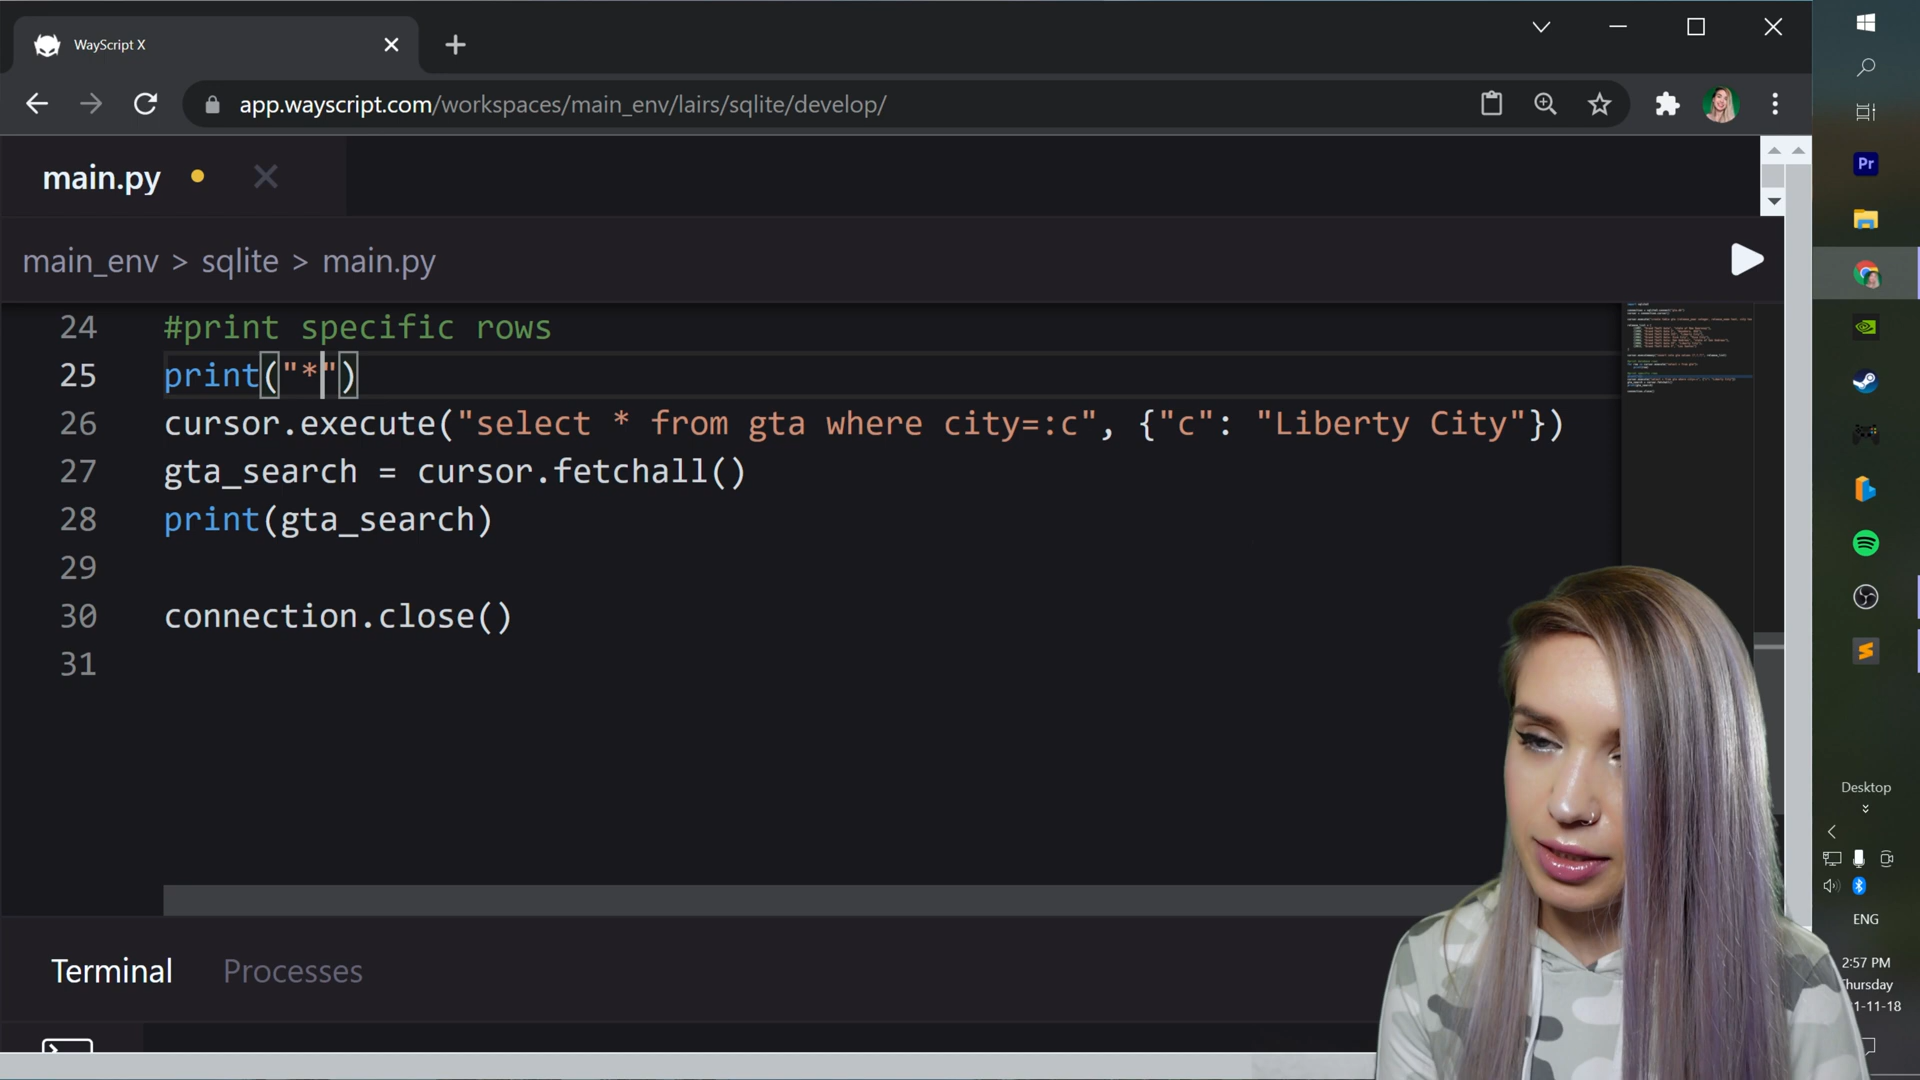 WayScript X
app.wayscript.com/workspaces/main_env/lairs/sqlite/develop/
main.py
main_env > sqlite > main.py
24 #print specific rows
25 print("*")
26 cursor.execute("select * from gta where city=:c", {"c": "Liberty City"})
27 gta_search = cursor.fetchall()
28 print(gta_search)
29
30 connection.close()
31
Terminal Processes
Pr
Desktop
ENG
2:57 PM
Thursday
1-11-18